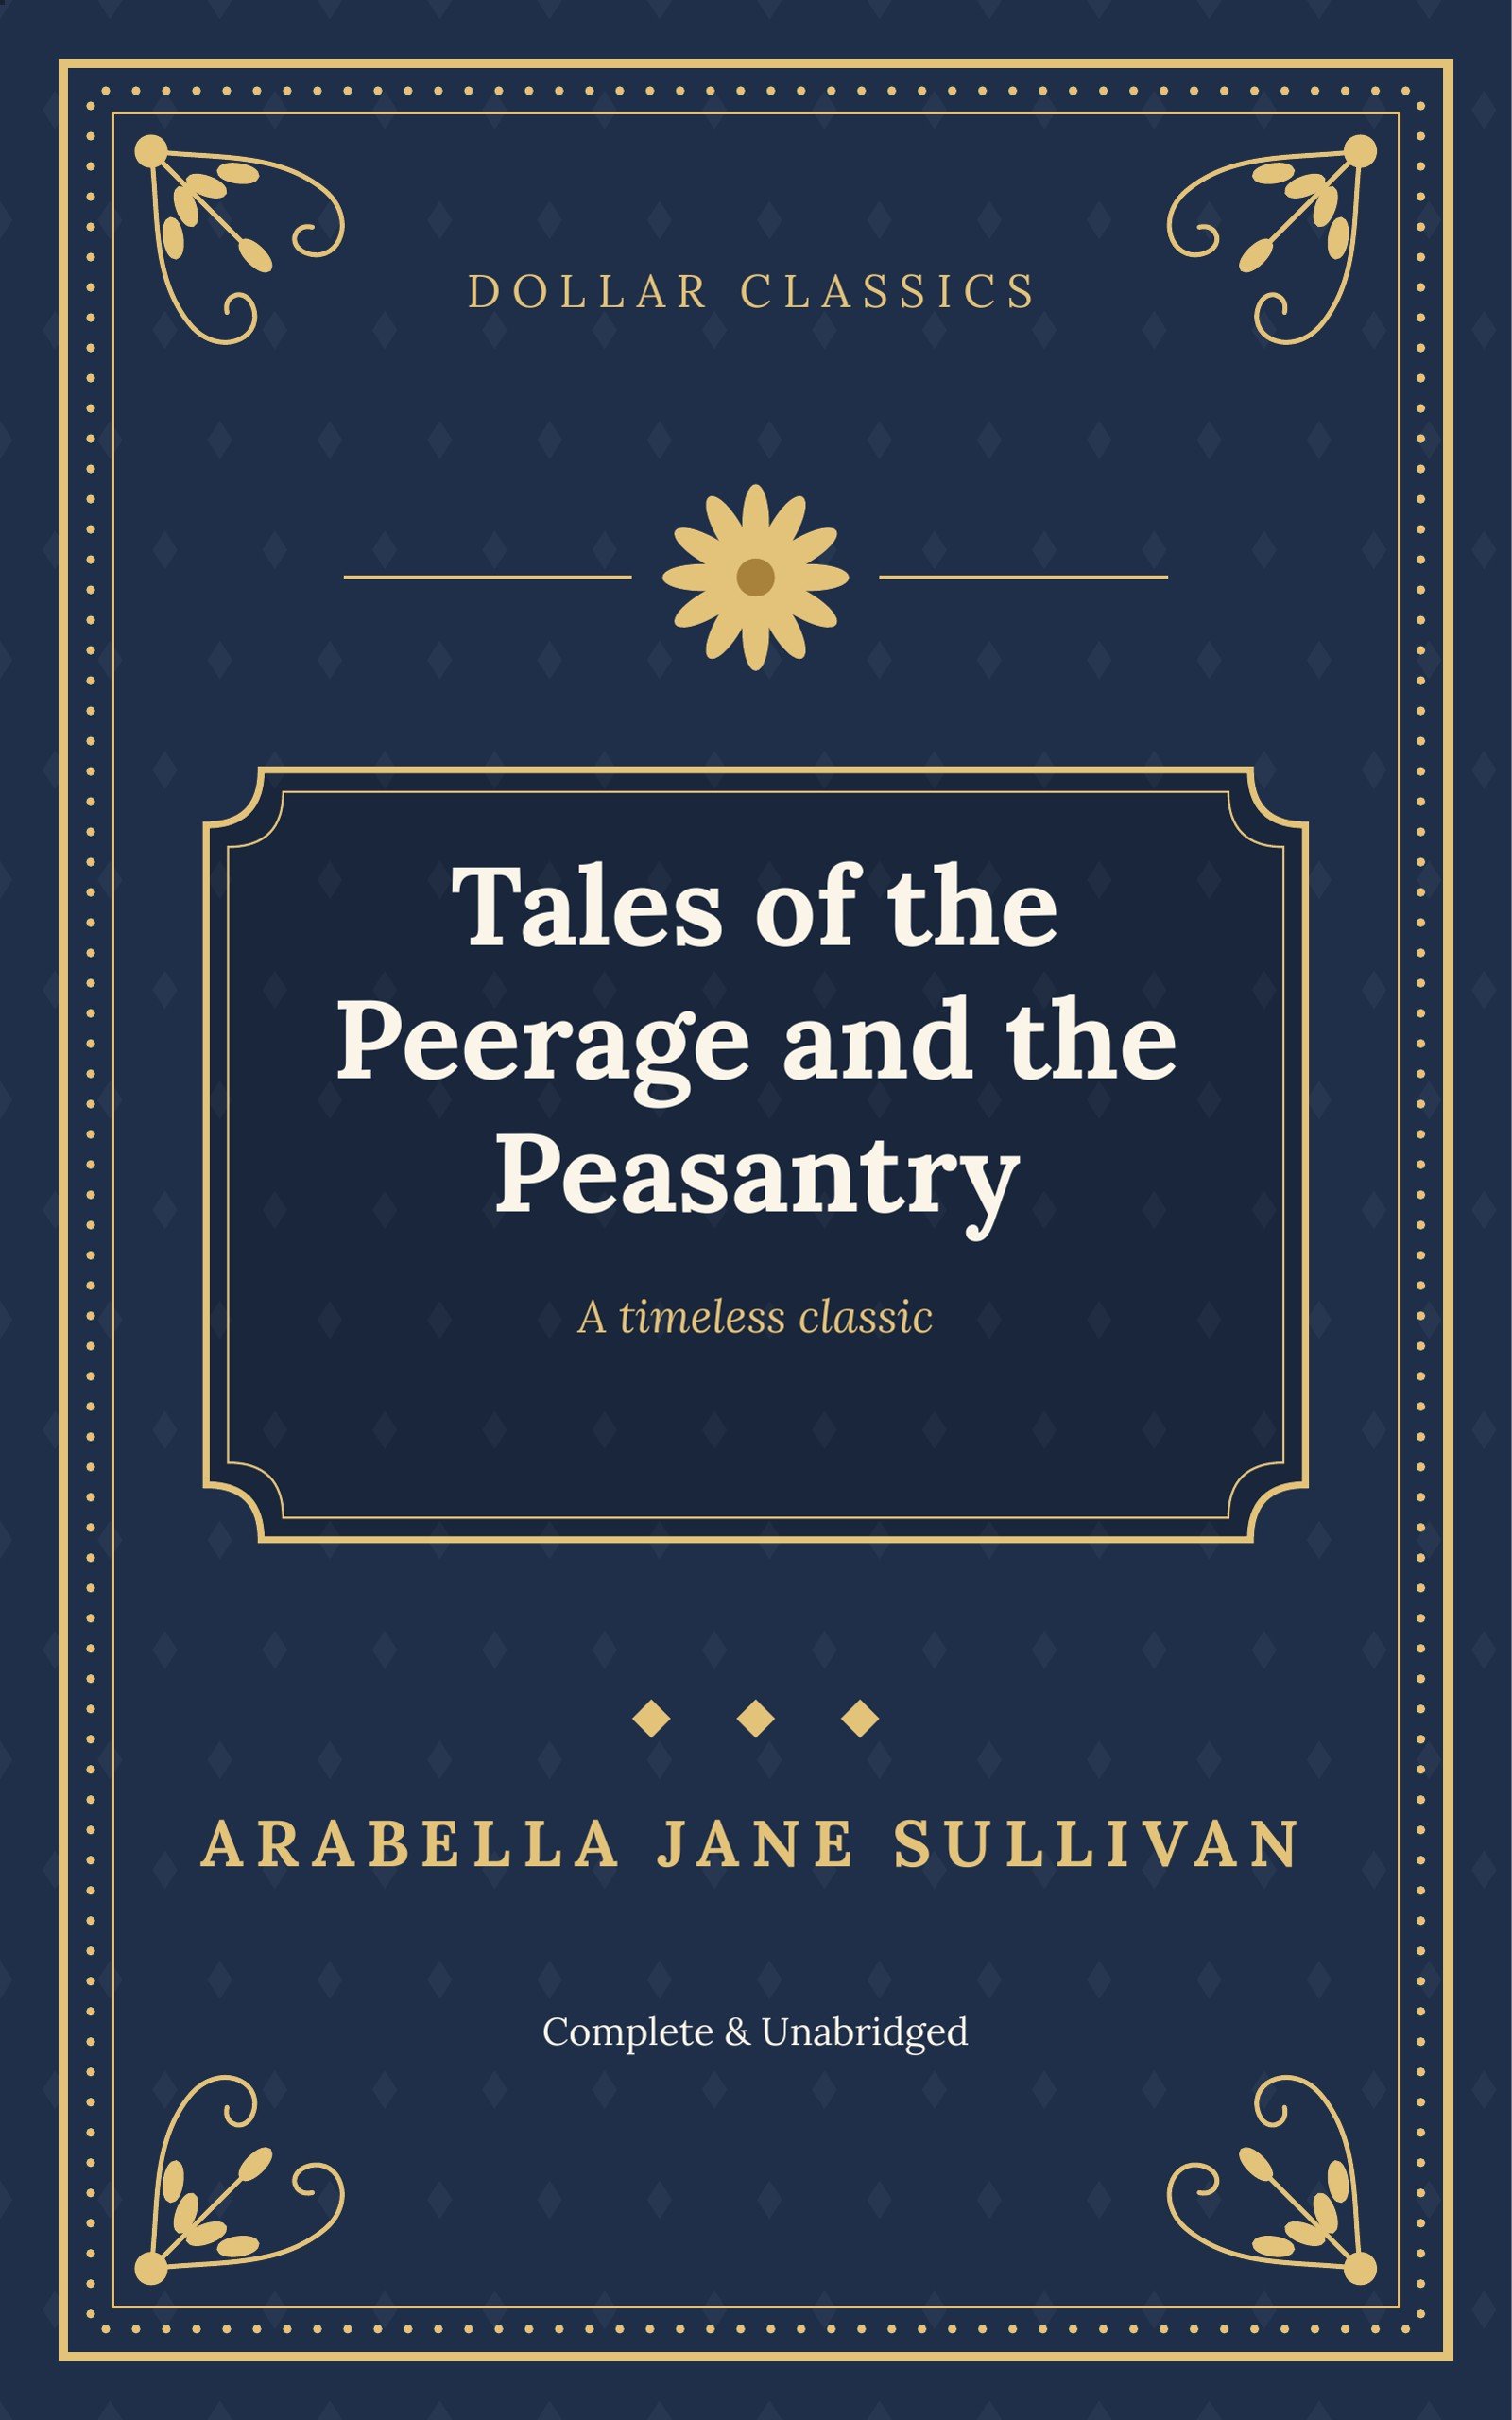 DOLLAR CLASSICS
Tales of the
Peerage and the
Peasantry
A timeless classic
ARABELLA JANE SULLIVAN
Complete & Unabridged